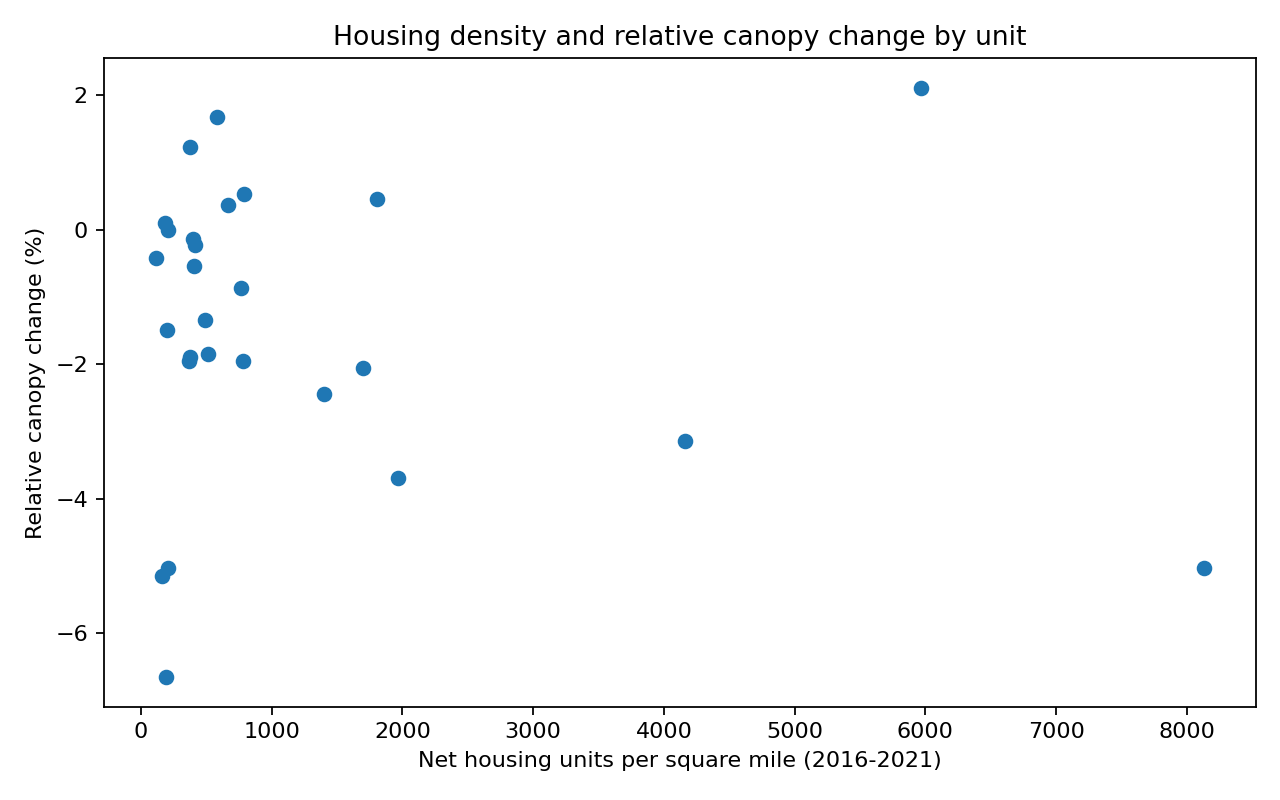 Housing density and relative canopy change by unit
Relative canopy change (%)
2
0
−2
−4
−6
0 1000 2000 3000 4000 5000 6000 7000 8000
Net housing units per square mile (2016-2021)